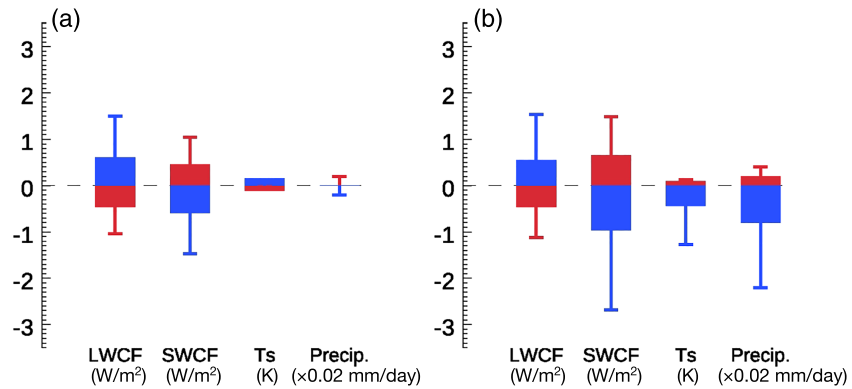 (a)
3
2
1
0
-1
-2
-3
LWCF SWCF Ts Precip.
(W/m²) (W/m²) (K) (×0.02 mm/day)
(b)
3
2
1
0
-1
-2
-3
LWCF SWCF Ts Precip.
(W/m²) (W/m²) (K) (×0.02 mm/day)